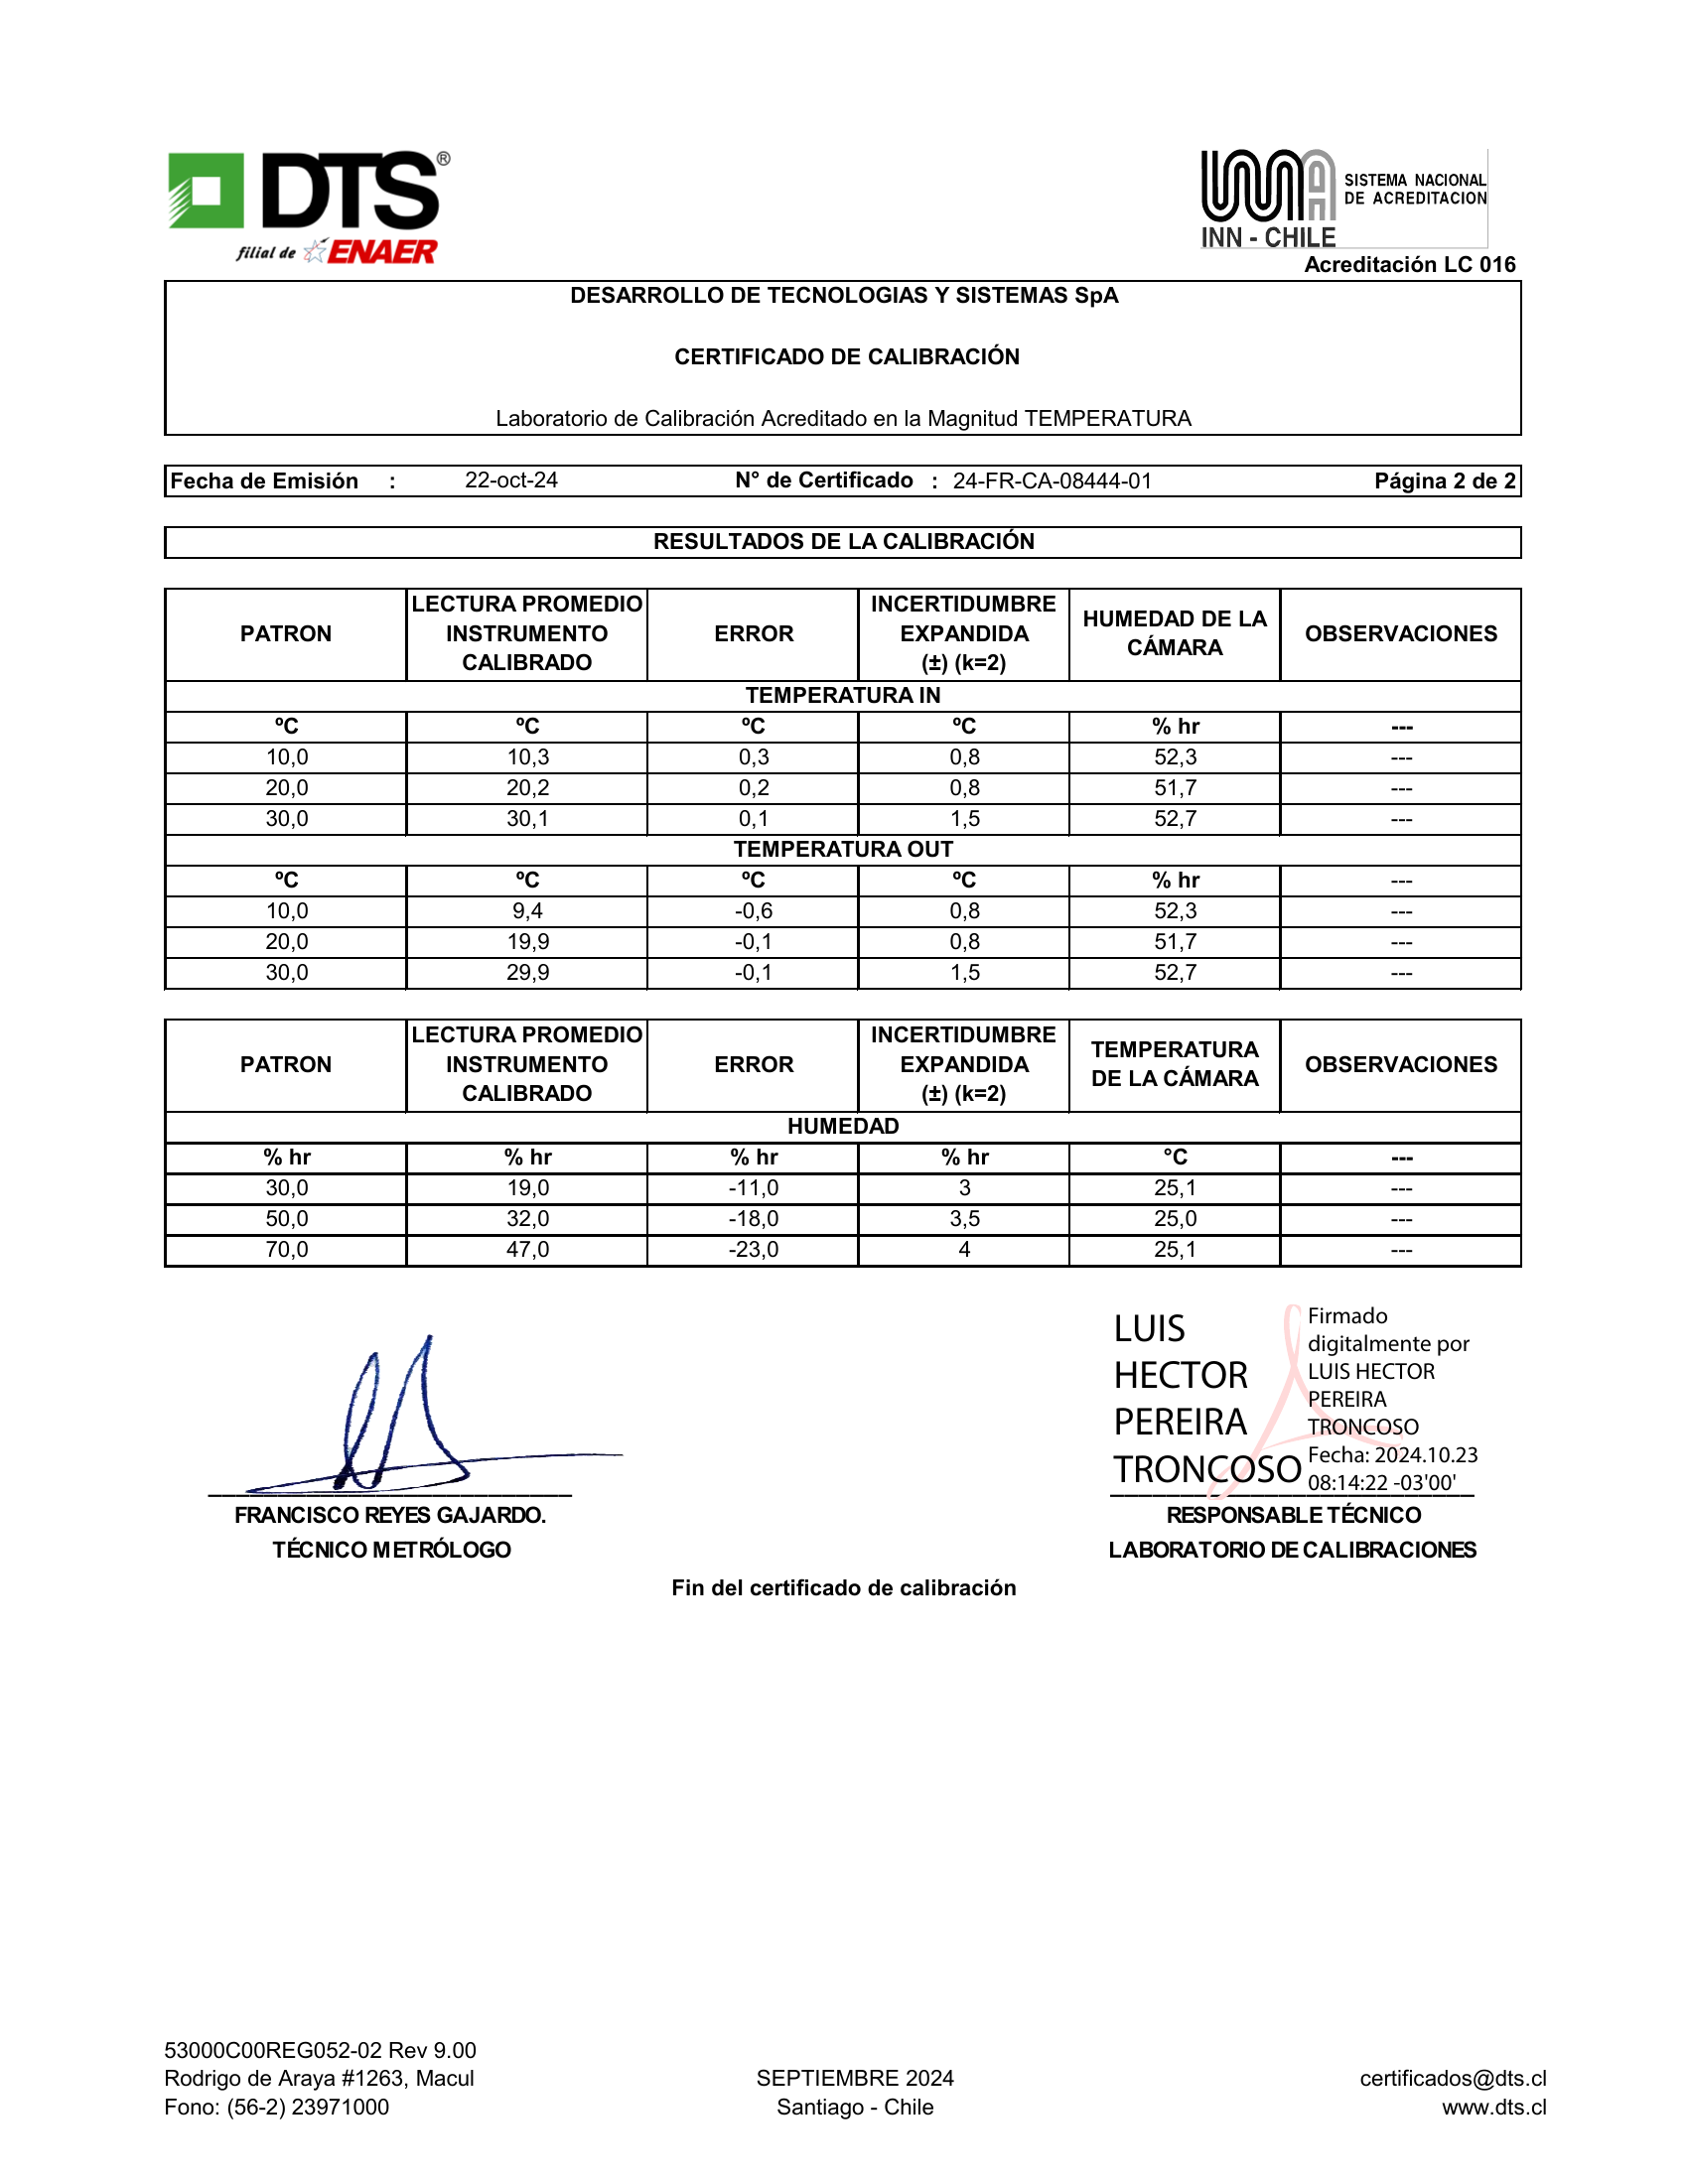 DTS®
filial de ENAER
SISTEMA NACIONAL
DE ACREDITACION
INN - CHILE
Acreditación LC 016
DESARROLLO DE TECNOLOGIAS Y SISTEMAS SpA
CERTIFICADO DE CALIBRACIÓN
Laboratorio de Calibración Acreditado en la Magnitud TEMPERATURA
Fecha de Emisión : 22-oct-24 N° de Certificado : 24-FR-CA-08444-01 Página 2 de 2
RESULTADOS DE LA CALIBRACIÓN
PATRON LECTURA PROMEDIO INSTRUMENTO CALIBRADO ERROR INCERTIDUMBRE EXPANDIDA (±) (k=2) HUMEDAD DE LA CÁMARA OBSERVACIONES
TEMPERATURA IN
ºC ºC ºC ºC % hr ---
10,0 10,3 0,3 0,8 52,3 ---
20,0 20,2 0,2 0,8 51,7 ---
30,0 30,1 0,1 1,5 52,7 ---
TEMPERATURA OUT
ºC ºC ºC ºC % hr ---
10,0 9,4 -0,6 0,8 52,3 ---
20,0 19,9 -0,1 0,8 51,7 ---
30,0 29,9 -0,1 1,5 52,7 ---
PATRON LECTURA PROMEDIO INSTRUMENTO CALIBRADO ERROR INCERTIDUMBRE EXPANDIDA (±) (k=2) TEMPERATURA DE LA CÁMARA OBSERVACIONES
HUMEDAD
% hr % hr % hr % hr °C ---
30,0 19,0 -11,0 3 25,1 ---
50,0 32,0 -18,0 3,5 25,0 ---
70,0 47,0 -23,0 4 25,1 ---
LUIS
HECTOR
PEREIRA
TRONCOSO
Firmado
digitalmente por
LUIS HECTOR
PEREIRA
TRONCOSO
Fecha: 2024.10.23
08:14:22 -03'00'
FRANCISCO REYES GAJARDO.
TÉCNICO METRÓLOGO
RESPONSABLE TÉCNICO
LABORATORIO DE CALIBRACIONES
Fin del certificado de calibración
53000C00REG052-02 Rev 9.00
Rodrigo de Araya #1263, Macul SEPTIEMBRE 2024 certificados@dts.cl
Fono: (56-2) 23971000 Santiago - Chile www.dts.cl